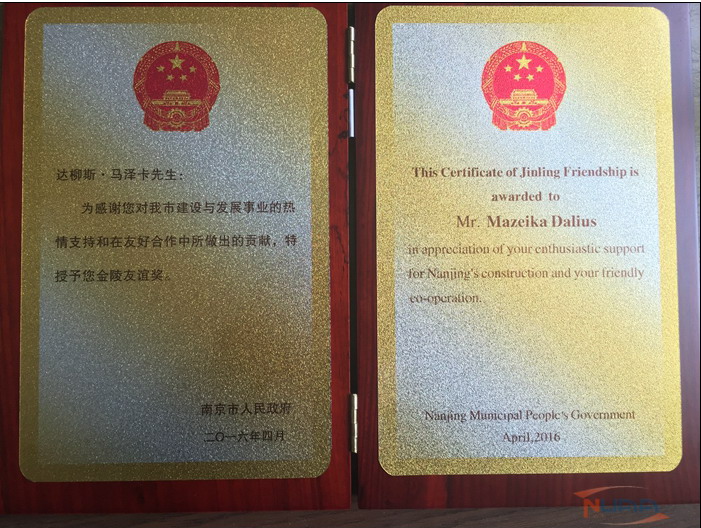 达柳斯·马泽卡先生：
为感谢您对我市建设与发展事业的热
情支持和在友好合作中所做出的贡献，特
授予您金陵友谊奖。
南京市人民政府
二〇一六年四月
This Certificate of Jinling Friendship is
awarded to
Mr. Mazeika Dalius
in appreciation of your enthusiastic support
for Nanjing's construction and your friendly
co-operation.
Nanjing Municipal People's Government
April,2016